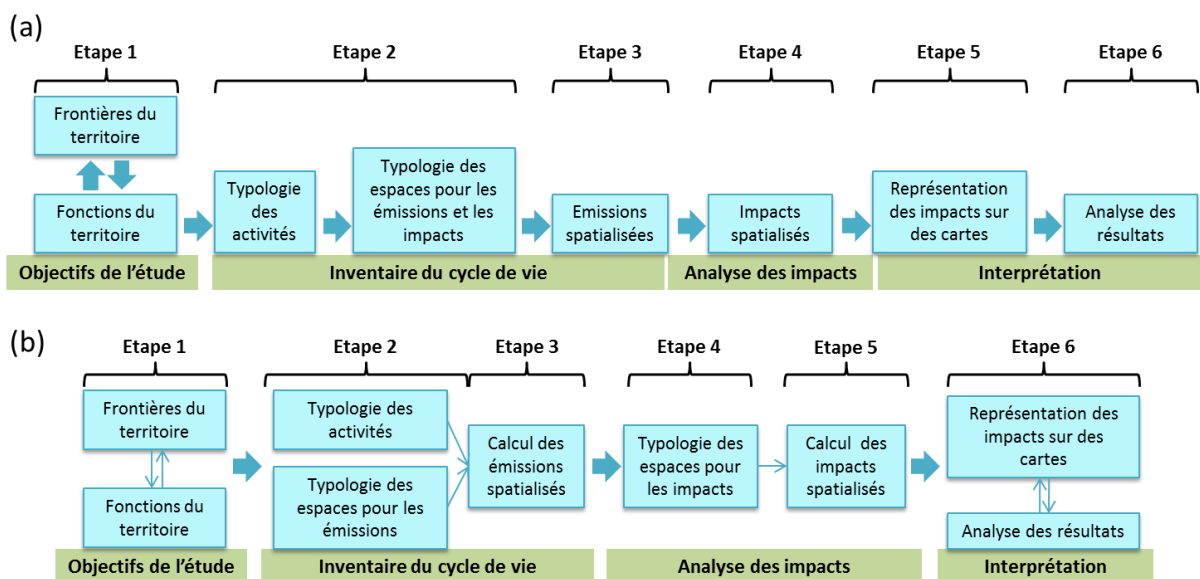 (a)
Etape 1
Etape 2
Etape 3
Etape 4
Etape 5
Etape 6
Frontières du
territoire
Fonctions du
territoire
Typologie
des
activités
Typologie des
espaces pour les
émissions et les
impacts
Emissions
spatialisées
Impacts
spatialisés
Représentation
des impacts sur
des cartes
Analyse des
résultats
Objectifs de l'étude
Inventaire du cycle de vie
Analyse des impacts
Interprétation
(b)
Etape 1
Etape 2
Etape 3
Etape 4
Etape 5
Etape 6
Frontières du
territoire
Fonctions du
territoire
Typologie des
activités
Typologie des
espaces pour les
émissions
Calcul des
émissions
spatialisés
Typologie des
espaces pour
les impacts
Calcul des
impacts
spatialisés
Représentation des
impacts sur des
cartes
Analyse des résultats
Objectifs de l'étude
Inventaire du cycle de vie
Analyse des impacts
Interprétation